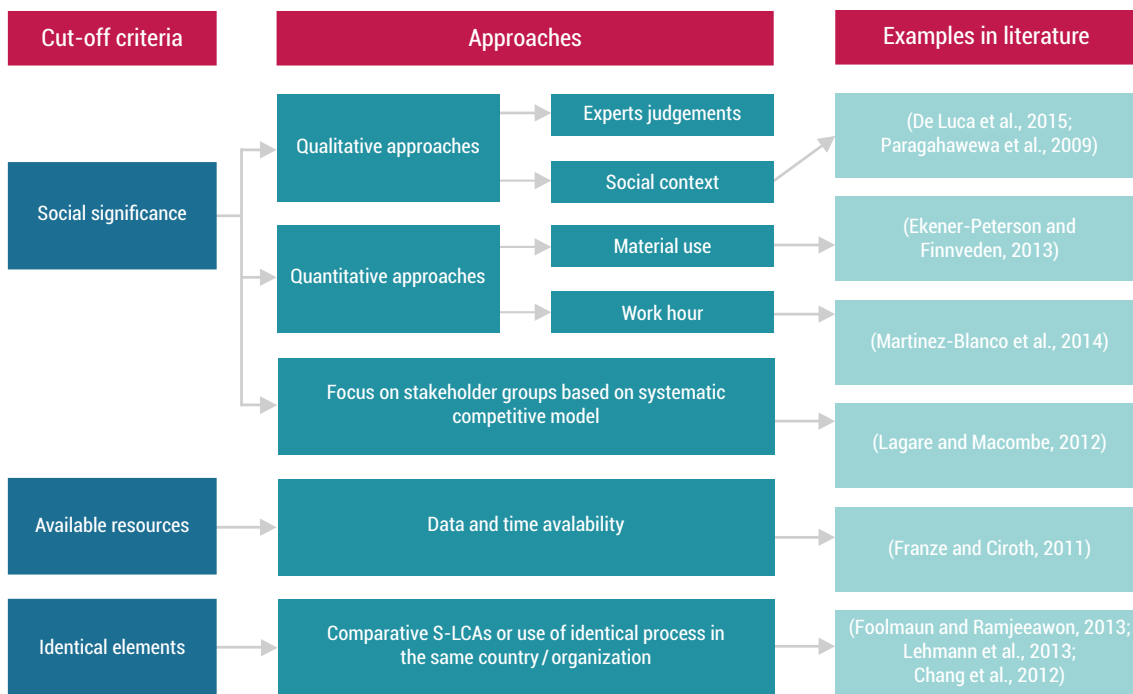 Cut-off criteria
Approaches
Examples in literature
Social significance
Qualitative approaches
Experts judgements
Social context
(De Luca et al., 2015;
Paragahawewa et al., 2009)
Quantitative approaches
Material use
(Ekener-Peterson and
Finnveden, 2013)
Work hour
(Martinez-Blanco et al., 2014)
Focus on stakeholder groups based on systematic
competitive model
(Lagare and Macombe, 2012)
Available resources
Data and time avalability
(Franze and Ciroth, 2011)
Identical elements
Comparative S-LCAs or use of identical process in
the same country / organization
(Foolmaun and Ramjeeawon, 2013;
Lehmann et al., 2013;
Chang et al., 2012)